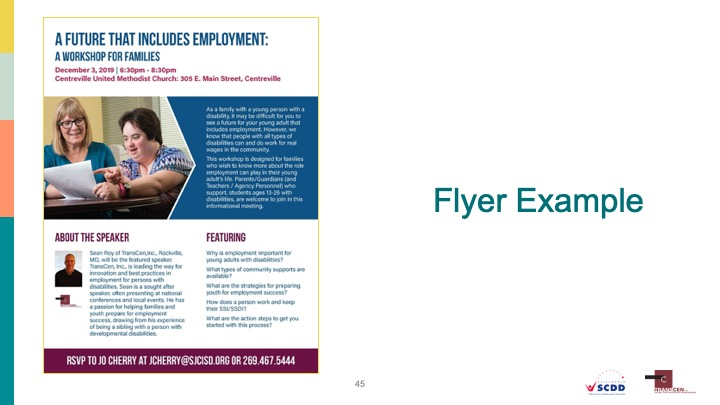 A FUTURE THAT INCLUDES EMPLOYMENT:
A WORKSHOP FOR FAMILIES
December 3, 2019 | 6:30pm - 8:30pm
Centreville United Methodist Church: 305 E. Main Street, Centreville
As a family with a young person with a
disability, it may be difficult for you to
see a future for your young adult that
includes employment. However, we
know that people with all types of
disabilities can and do work for real
wages in the community.
This workshop is designed for families
who wish to know more about the role
employment can play in their young
adult's life. Parents/Guardians (and
Teachers / Agency Personnel) who
support, students ages 13-26 with
disabilities, are welcome to join in this
informational meeting.
Flyer Example
ABOUT THE SPEAKER
Sean Roy of TransCen,Inc., Rockville,
MD, will be the featured speaker.
TransCen, Inc., is leading the way for
innovation and best practices in
employment for persons with
disabilities. Sean is a sought after
speaker, often presenting at national
conferences and local events. He has
a passion for helping families and
youth prepare for employment
success, drawing from his experience
of being a sibling with a person with
developmental disabilities.
FEATURING
Why is employment important for
young adults with disabilities?
What types of community supports are
available?
What are the strategies for preparing
youth for employment success?
How does a person work and keep
their SSI/SSDI?
What are the action steps to get you
started with this process?
RSVP TO JO CHERRY AT JCHERRY@SJCISD.ORG OR 269.467.5444
45
SCDD
TRANSCEN